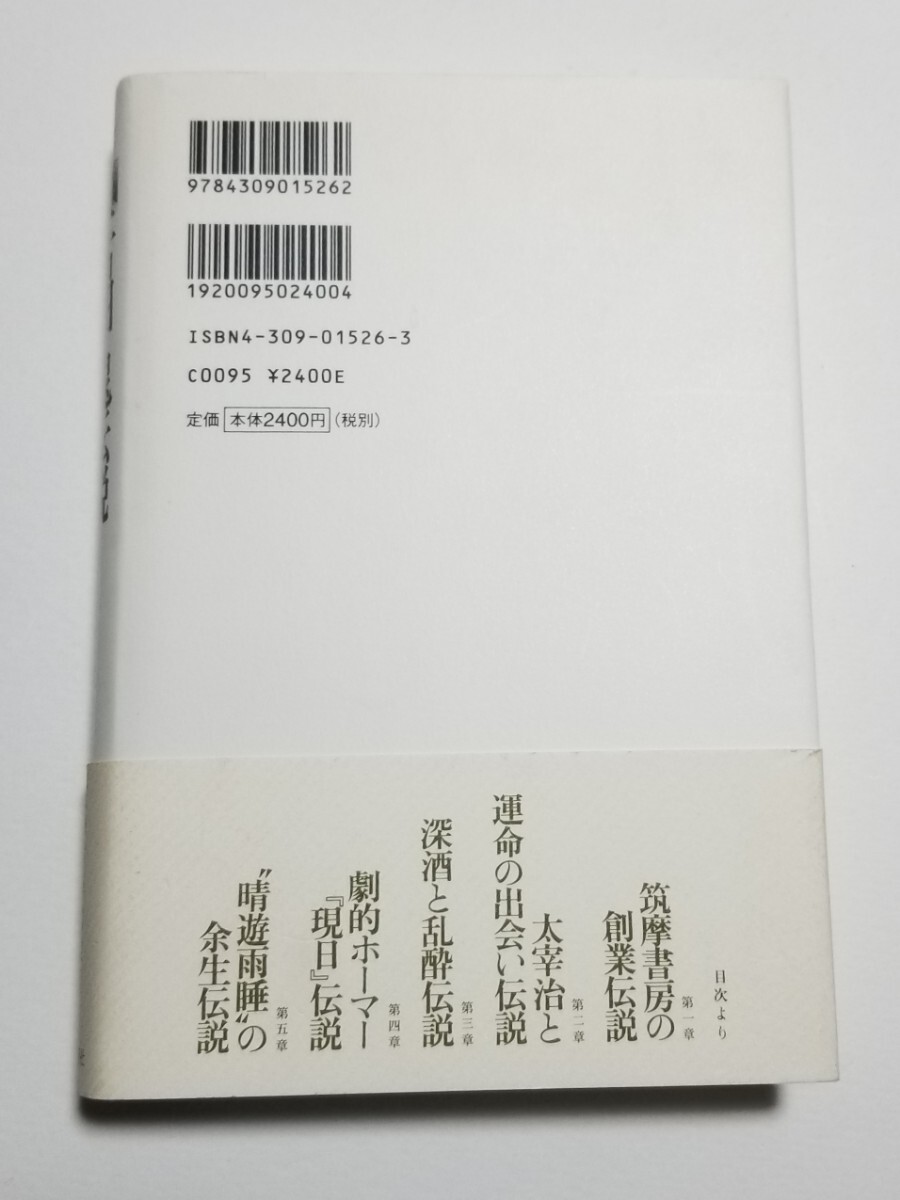 9784309015262
1920095024004
ISBN4-309-01526-3
C0095 ¥2400E
定価 本体2400円(税別)
目次より
第一章
筑摩書房の
創業伝説
第二章
太宰治と
運命の出会い伝説
第三章
深酒と乱酔伝説
第四章
劇的ホーマー
『現日』伝説
第五章
“晴遊雨睡”の
余生伝説